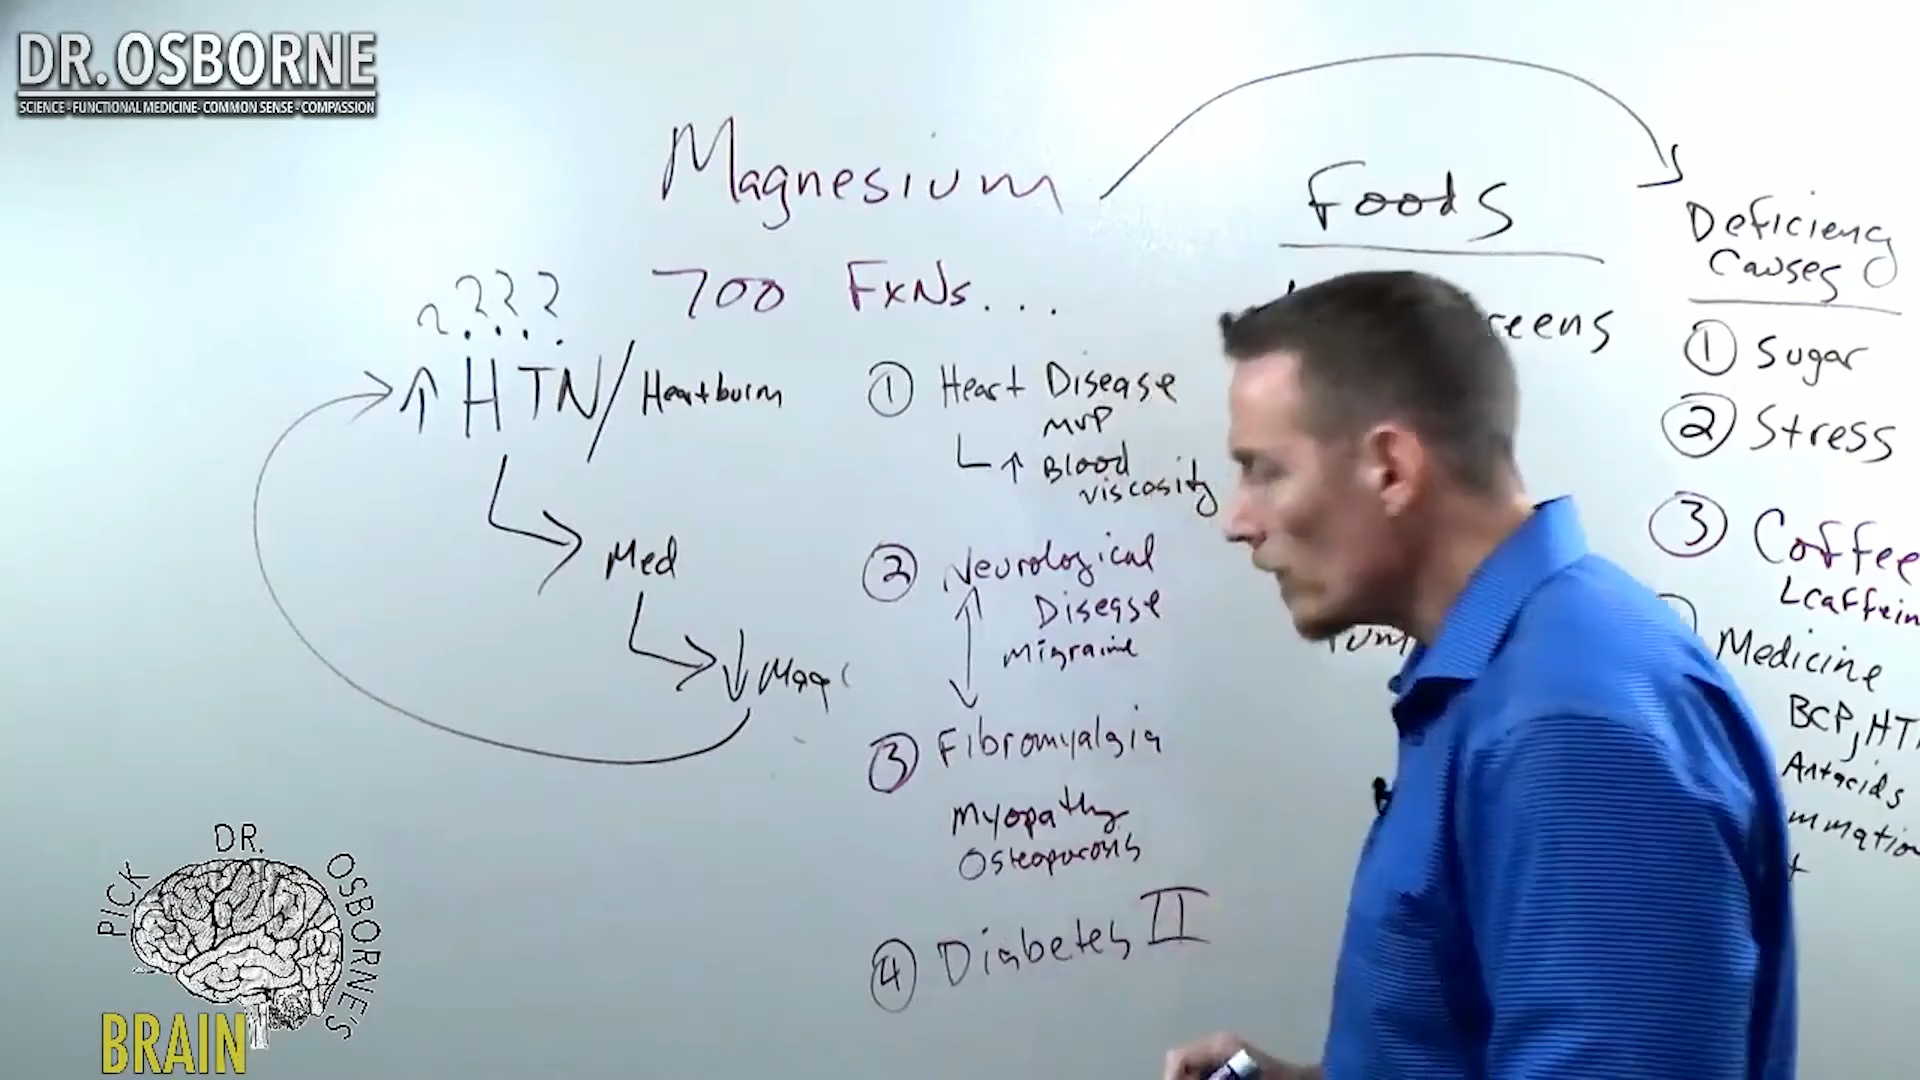 DR. OSBORNE
SCIENCE - FUNCTIONAL MEDICINE - COMMON SENSE - COMPASSION
Magnesium
700 FxNs...
????
↑ HTN/Heartburn
Med
↓ Mag
① Heart Disease
MVP
↑ Blood
viscosity
② Neurological
Disease
Migraine
③ Fibromyalgia
Myopathy
Osteoporosis
④ Diabetes II
Foods
Deficiency
Causes
① Sugar
② Stress
③ Coffee
Medicine
BCP, HT
Antacids
PICK DR. OSBORNE'S
BRAIN